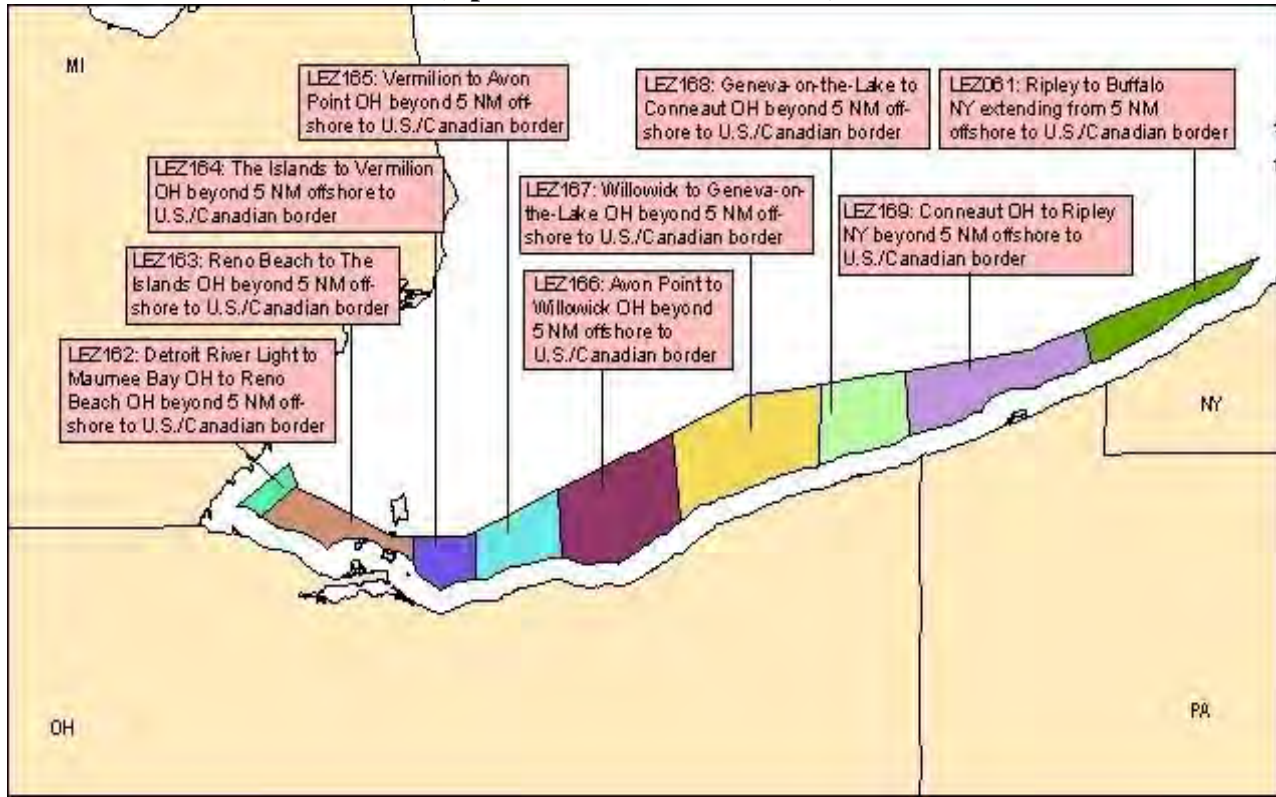 MI
LEZ165: Vermilion to Avon
Point OH beyond 5 NM off-
shore to U.S./Canadian border
LEZ168: Geneva-on-the-Lake to
Conneaut OH beyond 5 NM off-
shore to U.S./Canadian border
LEZ061: Ripley to Buffalo
NY extending from 5 NM
offshore to U.S./Canadian border
LEZ164: The Islands to Vermilion
OH beyond 5 NM offshore to
U.S./Canadian border
LEZ167: Willowick to Geneva-on-
the-Lake OH beyond 5 NM off-
shore to U.S./Canadian border
LEZ169: Conneaut OH to Ripley
NY beyond 5 NM offshore to
U.S./Canadian border
LEZ163: Reno Beach to The
Islands OH beyond 5 NM off-
shore to U.S./Canadian border
LEZ166: Avon Point to
Willowick OH beyond
5 NM offshore to
U.S./Canadian border
LEZ162: Detroit River Light to
Maumee Bay OH to Reno
Beach OH beyond 5 NM off-
shore to U.S./Canadian border
NY
OH
PA